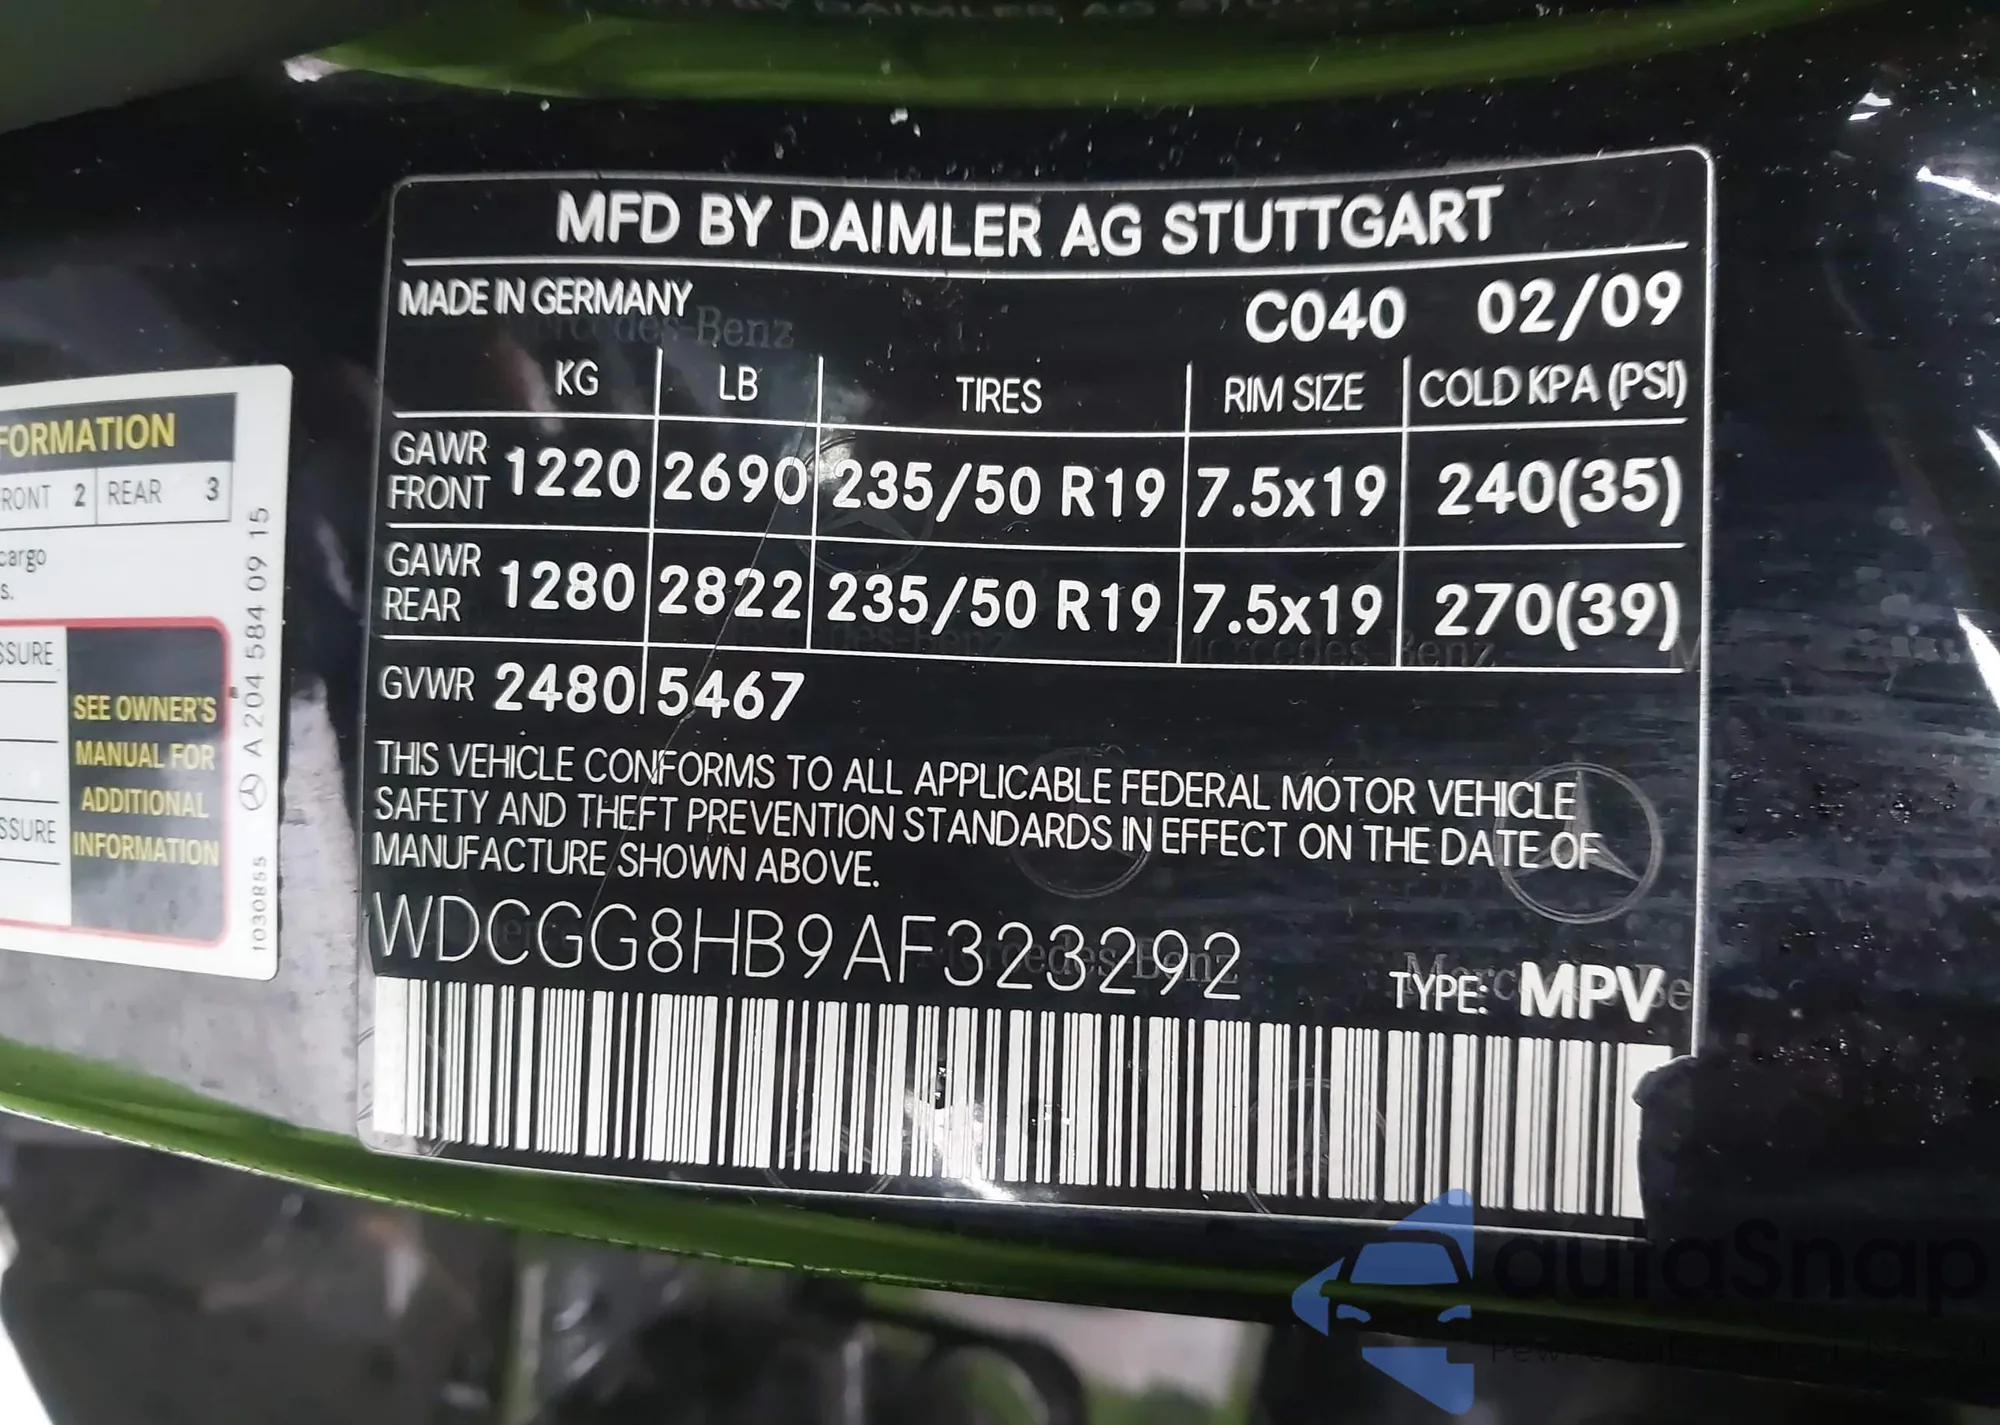 MFD BY DAIMLER AG STUTTGART
MADE IN GERMANY C040 02/09
KG LB TIRES RIM SIZE COLD KPA (PSI)
GAWR FRONT 1220 2690 235/50 R19 7.5x19 240(35)
GAWR REAR 1280 2822 235/50 R19 7.5x19 270(39)
GVWR 2480 5467
THIS VEHICLE CONFORMS TO ALL APPLICABLE FEDERAL MOTOR VEHICLE
SAFETY AND THEFT PREVENTION STANDARDS IN EFFECT ON THE DATE OF
MANUFACTURE SHOWN ABOVE.
WDCGG8HB9AF323292 TYPE: MPV
FORMATION
RONT 2 REAR 3
cargo
s.
SSURE
SEE OWNER'S
MANUAL FOR
ADDITIONAL
INFORMATION
SSURE
A 204 584 09 15
1030855
Mercedes-Benz
autoSnap